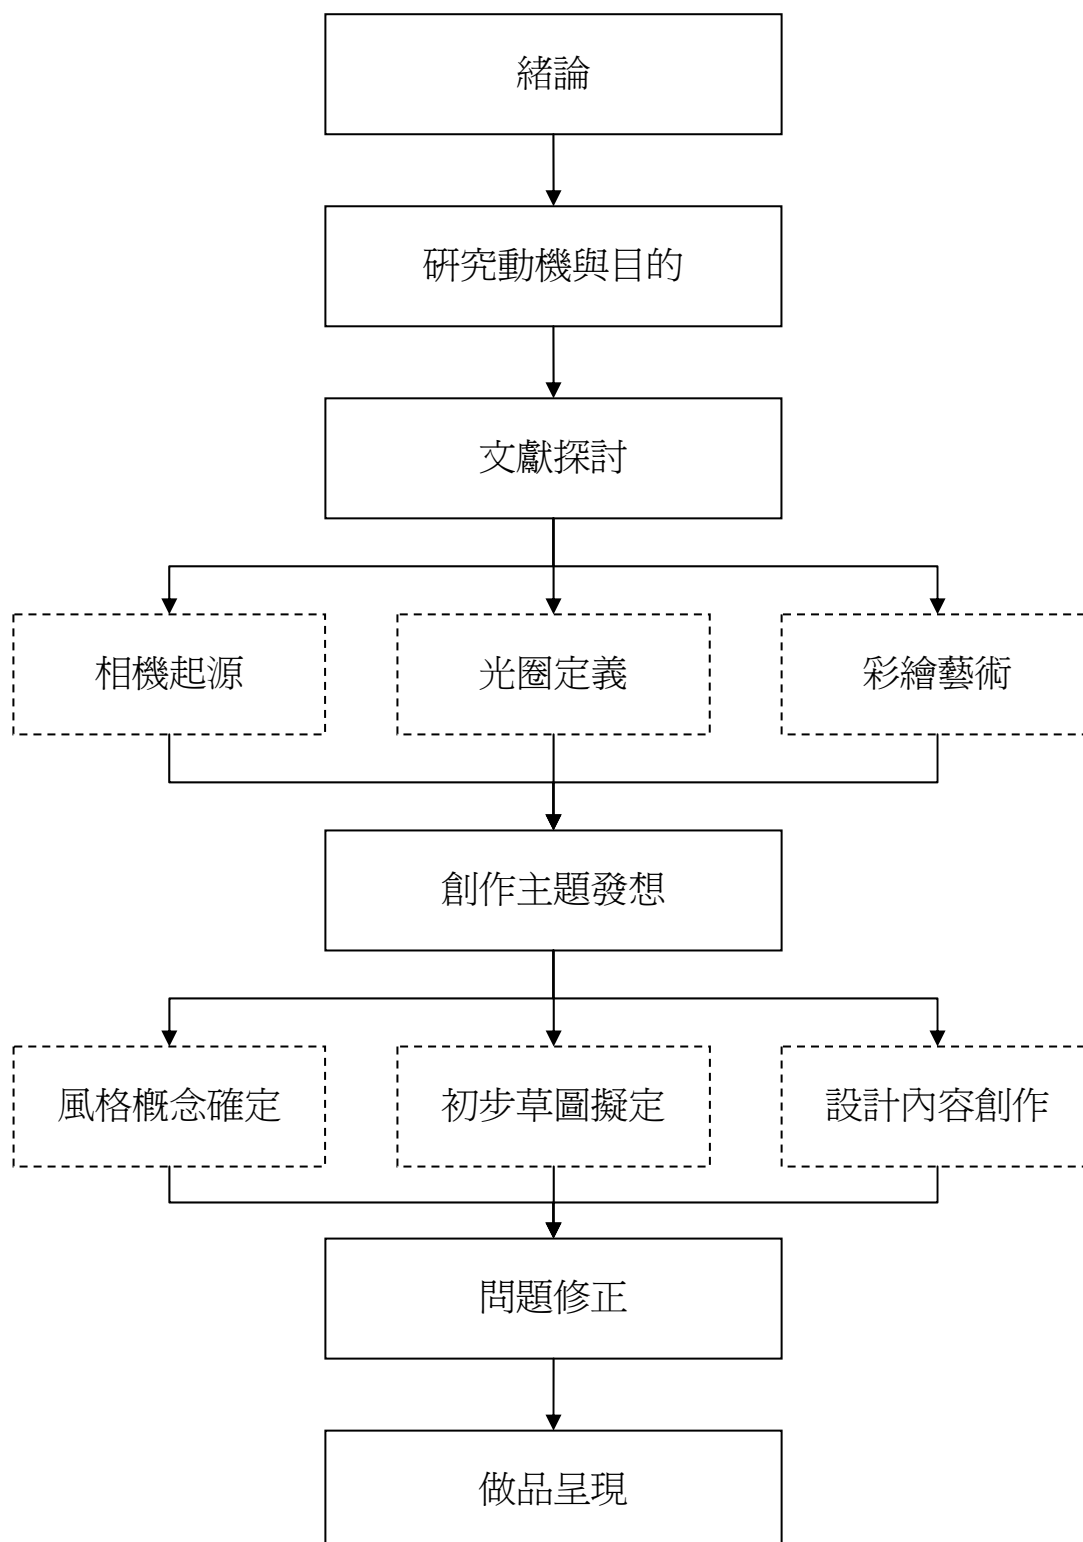 緒論
研究動機與目的
文獻探討
相機起源
光圈定義
彩繪藝術
創作主題發想
風格概念確定
初步草圖擬定
設計內容創作
問題修正
做品呈現